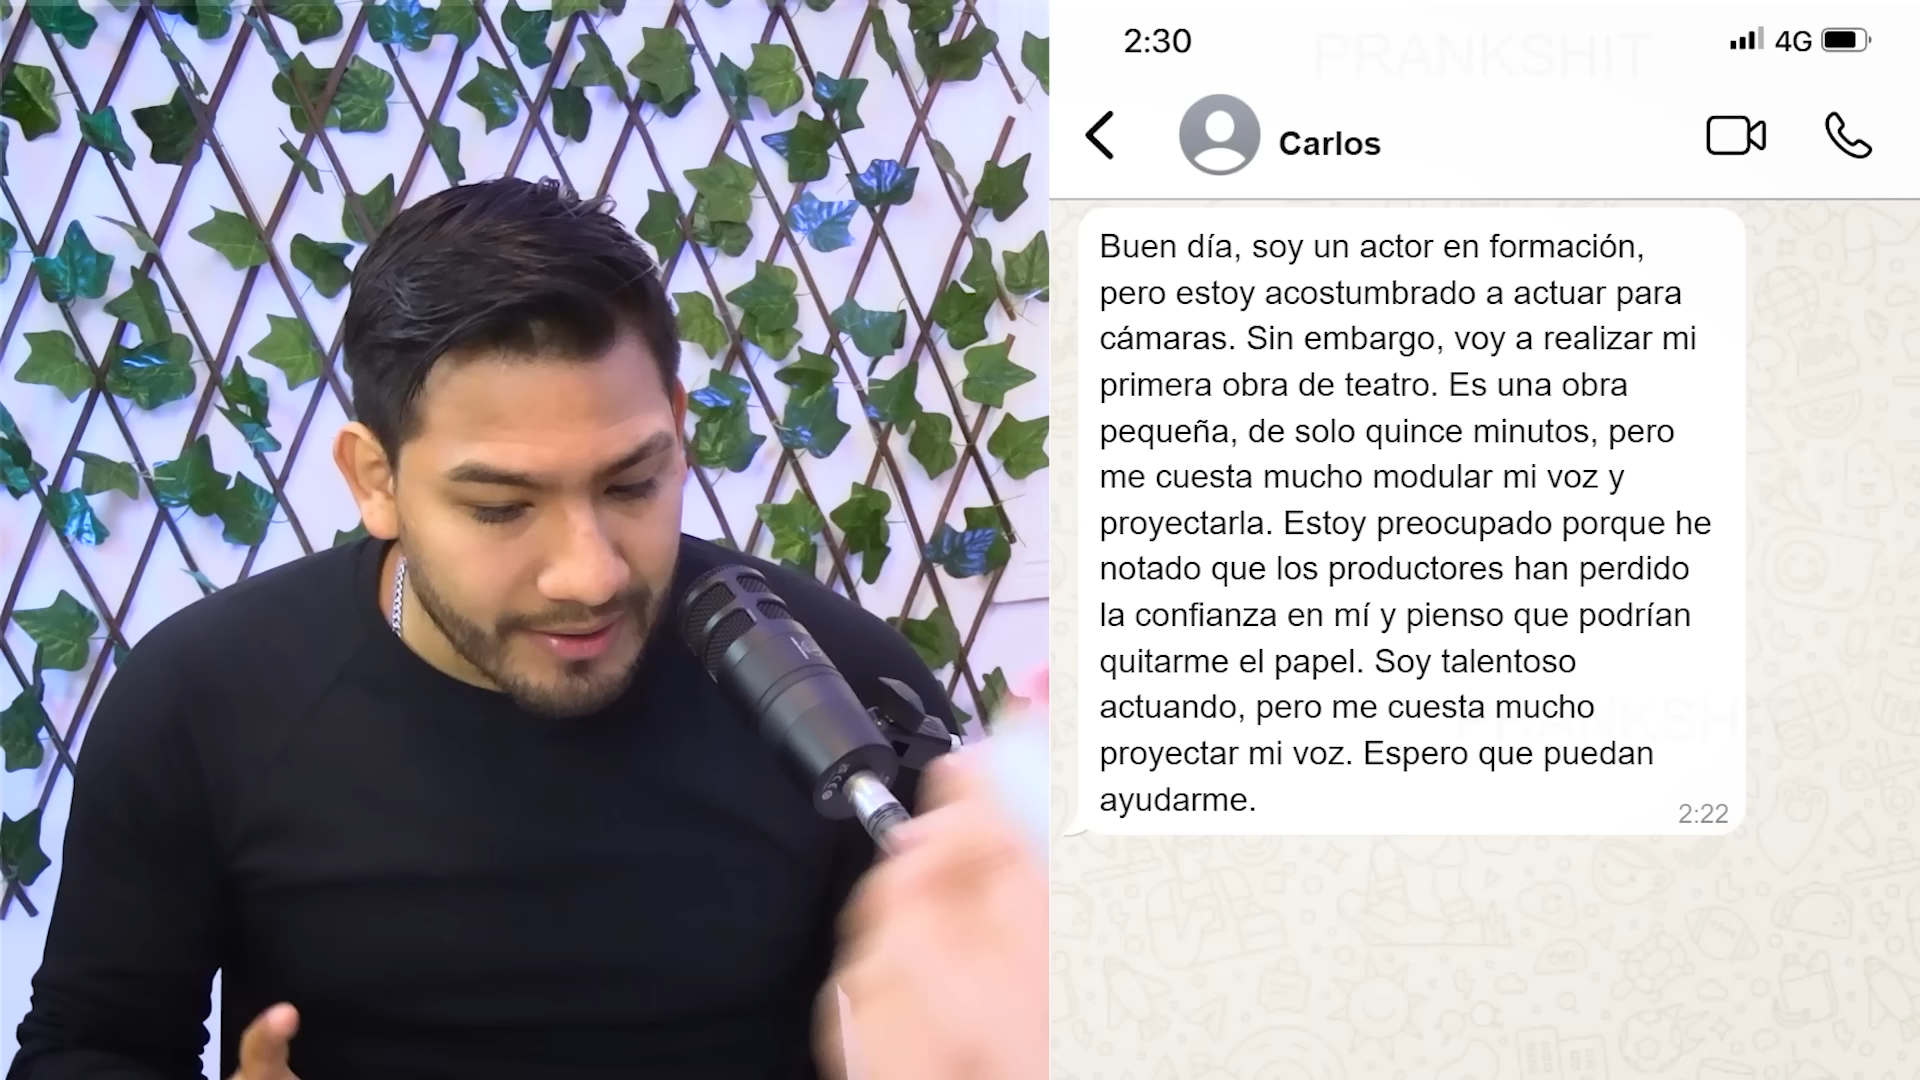 2:30
4G
PRANKSHIT
Carlos
Buen día, soy un actor en formación,
pero estoy acostumbrado a actuar para
cámaras. Sin embargo, voy a realizar mi
primera obra de teatro. Es una obra
pequeña, de solo quince minutos, pero
me cuesta mucho modular mi voz y
proyectarla. Estoy preocupado porque he
notado que los productores han perdido
la confianza en mí y pienso que podrían
quitarme el papel. Soy talentoso
actuando, pero me cuesta mucho
proyectar mi voz. Espero que puedan
ayudarme.
2:22